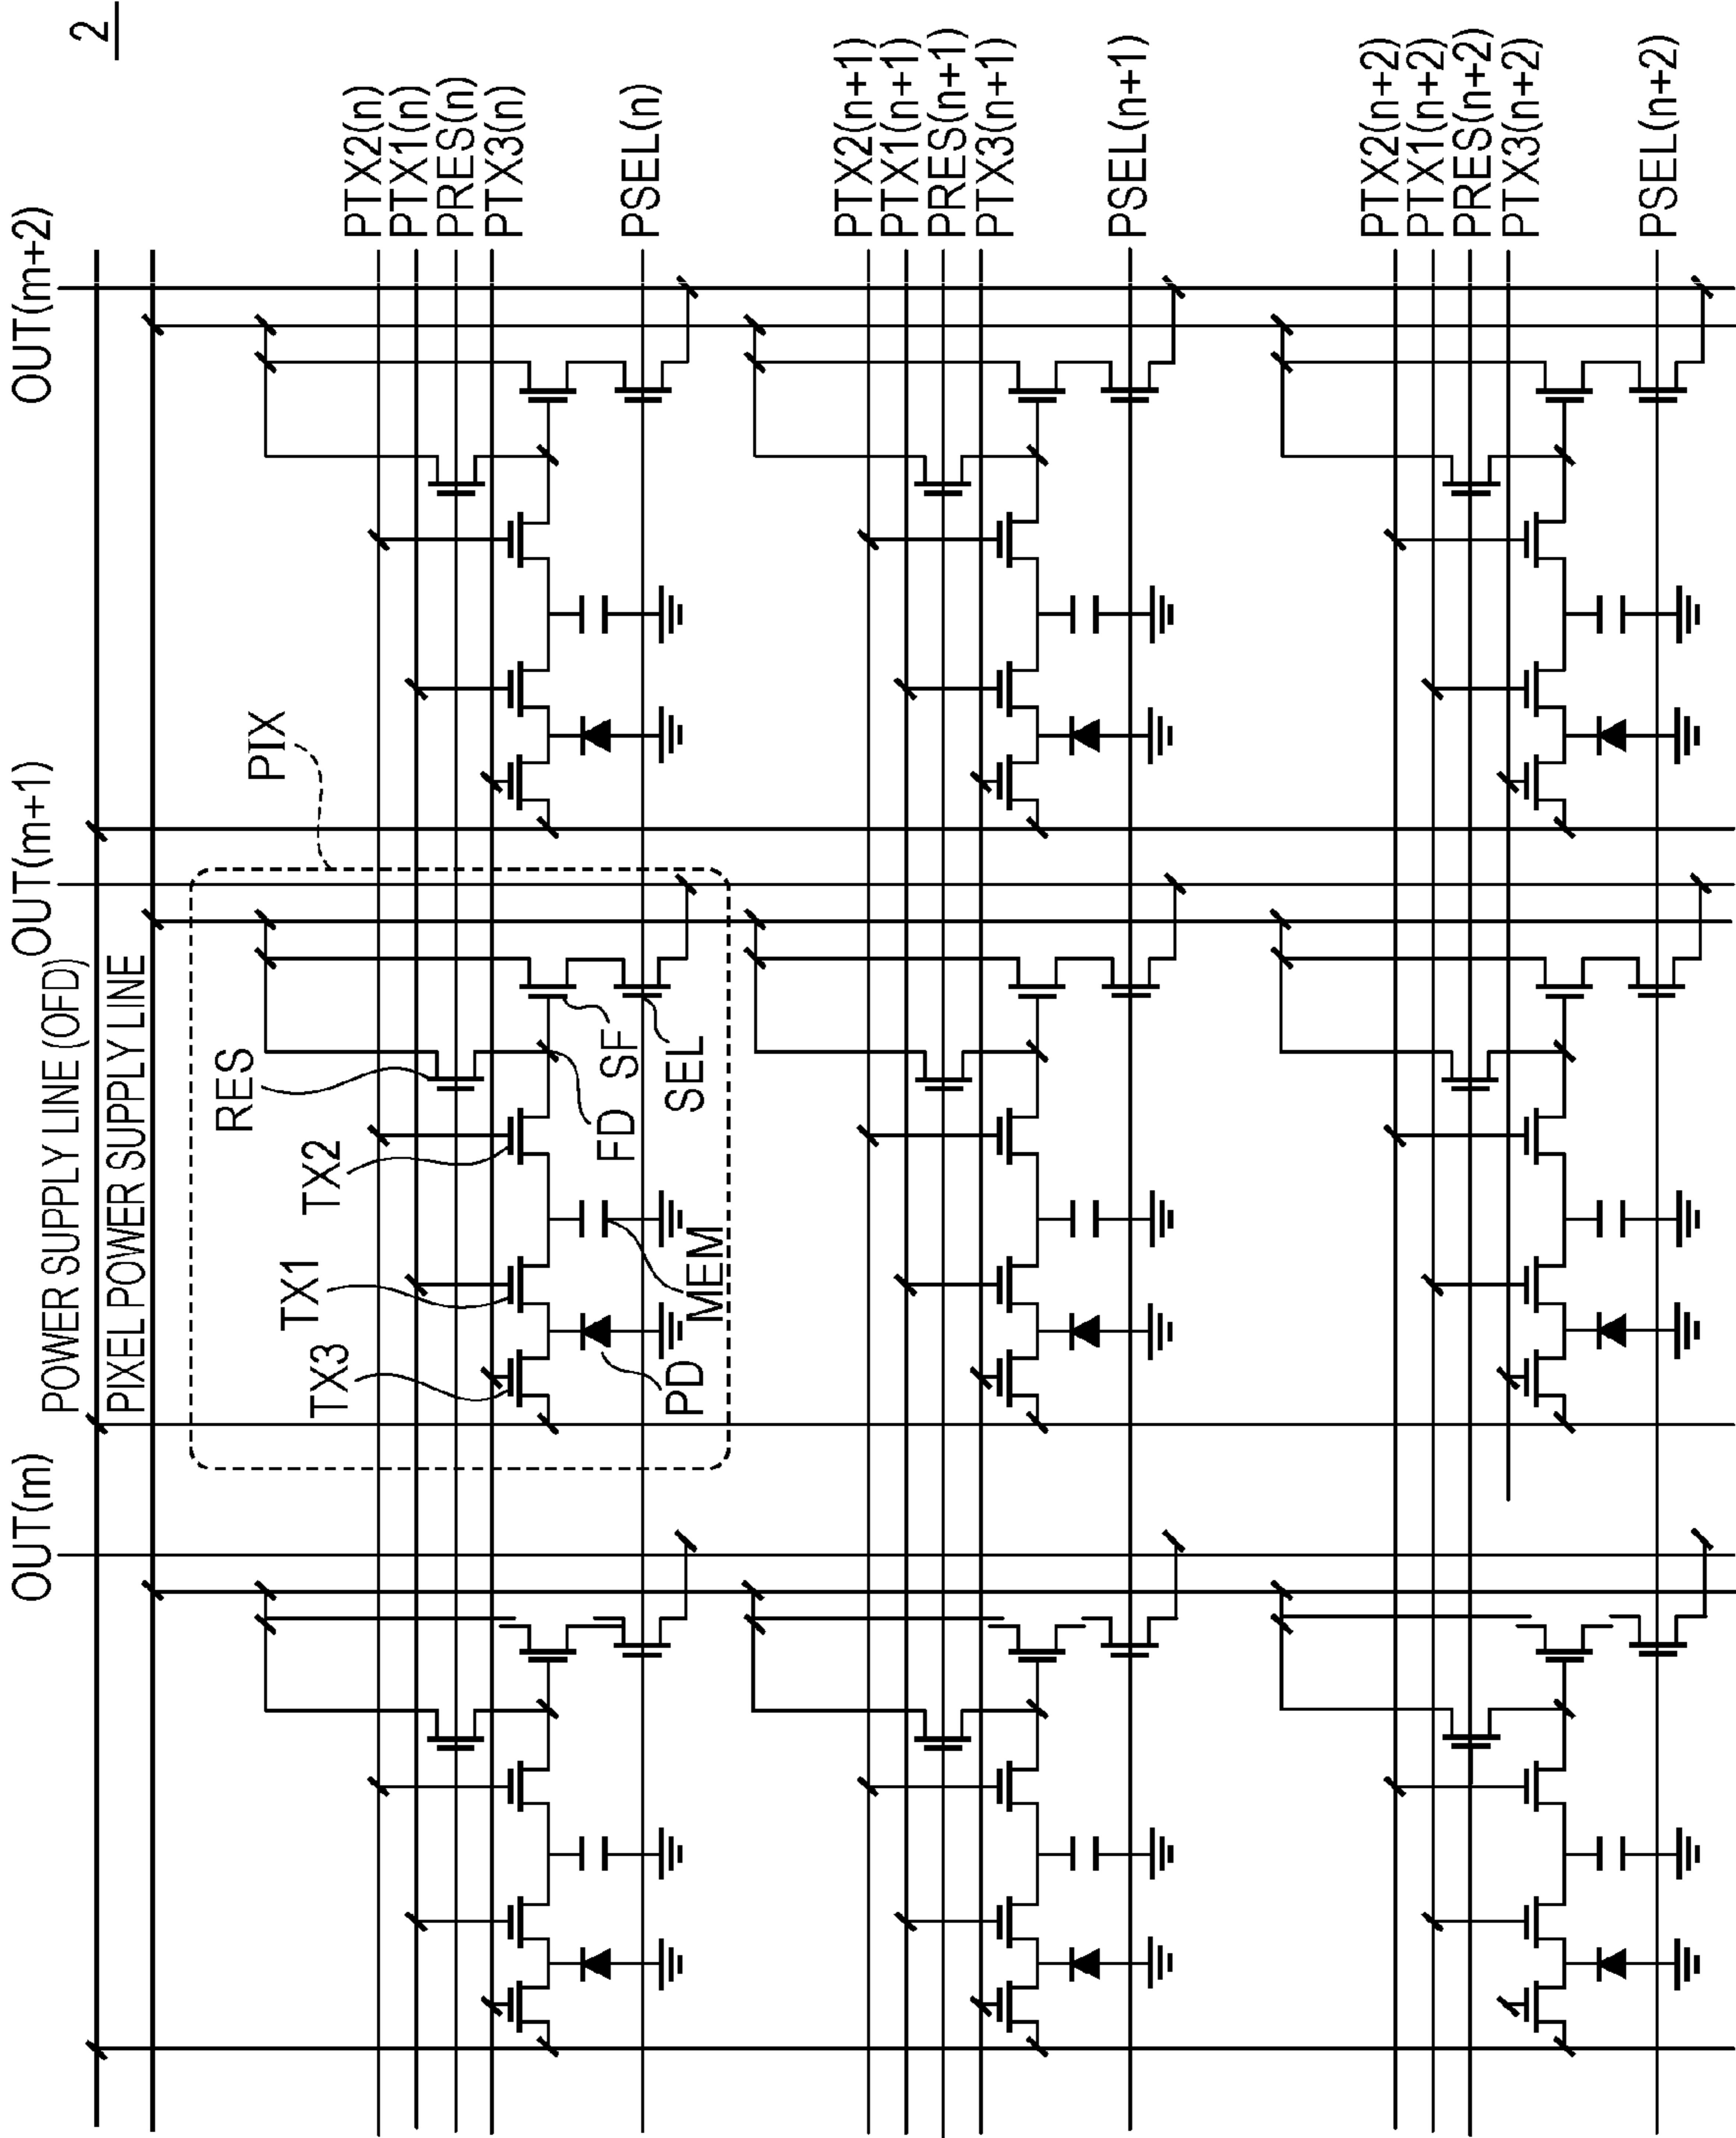 2
OUT(m)
OUT(m+1)
OUT(m+2)
POWER SUPPLY LINE (OFD)
PIXEL POWER SUPPLY LINE
PIX
RES
TX2
TX1
TX3
FD
SF
SEL
MEM
PD
PTX2(n)
PTX1(n)
PRES(n)
PTX3(n)
PSEL(n)
PTX2(n+1)
PTX1(n+1)
PRES(n+1)
PTX3(n+1)
PSEL(n+1)
PTX2(n+2)
PTX1(n+2)
PRES(n+2)
PTX3(n+2)
PSEL(n+2)